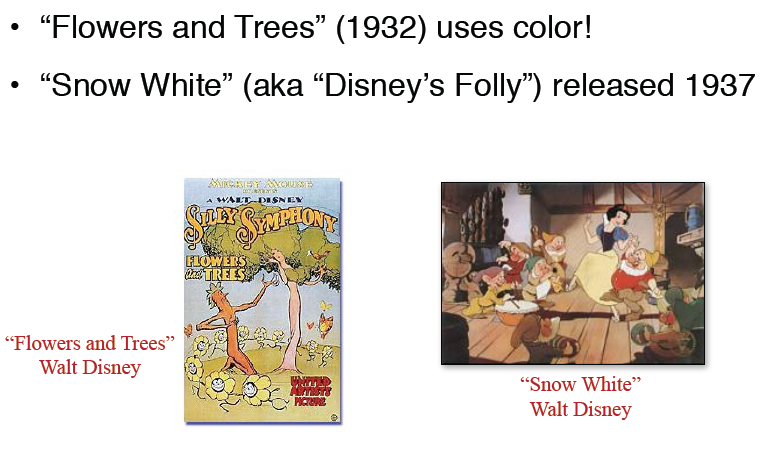 • “Flowers and Trees” (1932) uses color!
• “Snow White” (aka “Disney’s Folly”) released 1937
MICKEY MOUSE
PRESENTS
A WALT DISNEY
SILLY SYMPHONY
FLOWERS
and TREES
UNITED
ARTISTS
PICTURE
“Flowers and Trees”
Walt Disney
“Snow White”
Walt Disney